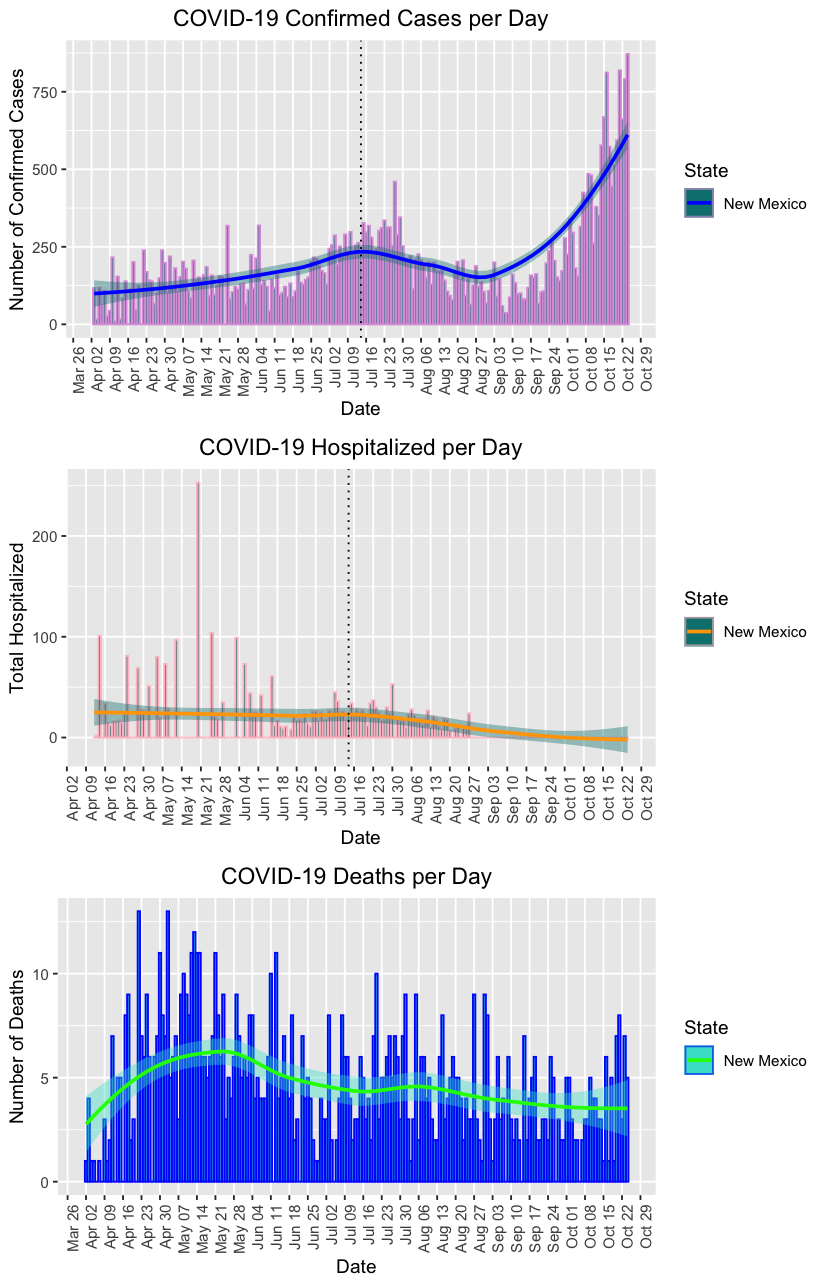 COVID-19 Confirmed Cases per Day
Number of Confirmed Cases
750
500
250
0
Mar 26 Apr 02 Apr 09 Apr 16 Apr 23 Apr 30 May 07 May 14 May 21 May 28 Jun 04 Jun 11 Jun 18 Jun 25 Jul 02 Jul 09 Jul 16 Jul 23 Jul 30 Aug 06 Aug 13 Aug 20 Aug 27 Sep 03 Sep 10 Sep 17 Sep 24 Oct 01 Oct 08 Oct 15 Oct 22 Oct 29
Date
State
New Mexico
COVID-19 Hospitalized per Day
Total Hospitalized
200
100
0
Apr 02 Apr 09 Apr 16 Apr 23 Apr 30 May 07 May 14 May 21 May 28 Jun 04 Jun 11 Jun 18 Jun 25 Jul 02 Jul 09 Jul 16 Jul 23 Jul 30 Aug 06 Aug 13 Aug 20 Aug 27 Sep 03 Sep 10 Sep 17 Sep 24 Oct 01 Oct 08 Oct 15 Oct 22 Oct 29
Date
State
New Mexico
COVID-19 Deaths per Day
Number of Deaths
10
5
0
Mar 26 Apr 02 Apr 09 Apr 16 Apr 23 Apr 30 May 07 May 14 May 21 May 28 Jun 04 Jun 11 Jun 18 Jun 25 Jul 02 Jul 09 Jul 16 Jul 23 Jul 30 Aug 06 Aug 13 Aug 20 Aug 27 Sep 03 Sep 10 Sep 17 Sep 24 Oct 01 Oct 08 Oct 15 Oct 22 Oct 29
Date
State
New Mexico